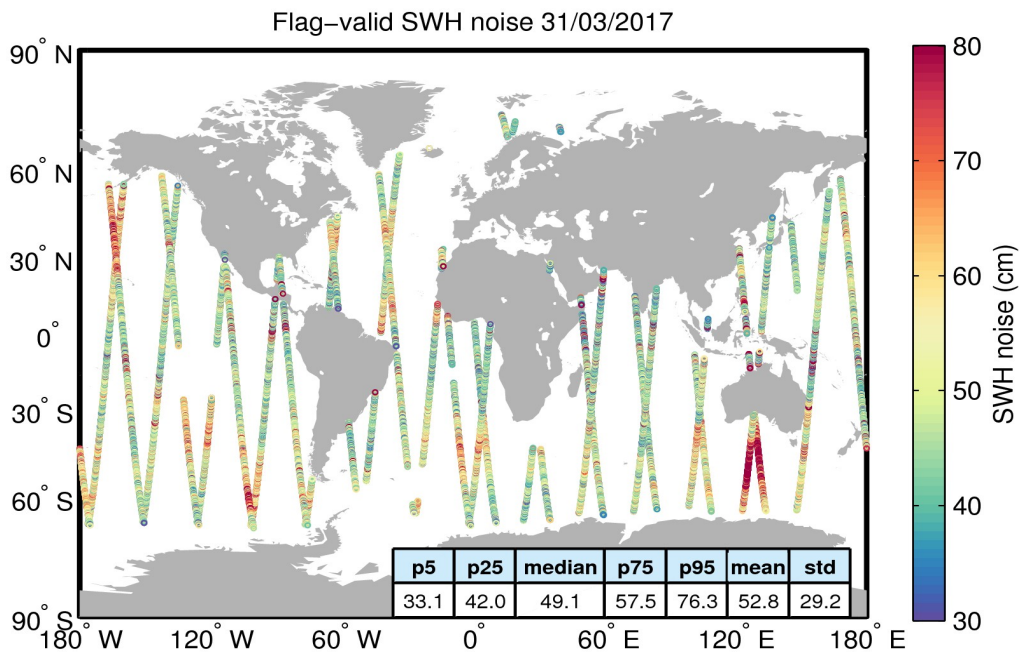 Flag−valid SWH noise 31/03/2017
90° N
60° N
30° N
0°
30° S
60° S
90° S
180° W
120° W
60° W
0°
60° E
120° E
180° E
80
70
60
50
40
30
SWH noise (cm)
p5 p25 median p75 p95 mean std
33.1 42.0 49.1 57.5 76.3 52.8 29.2